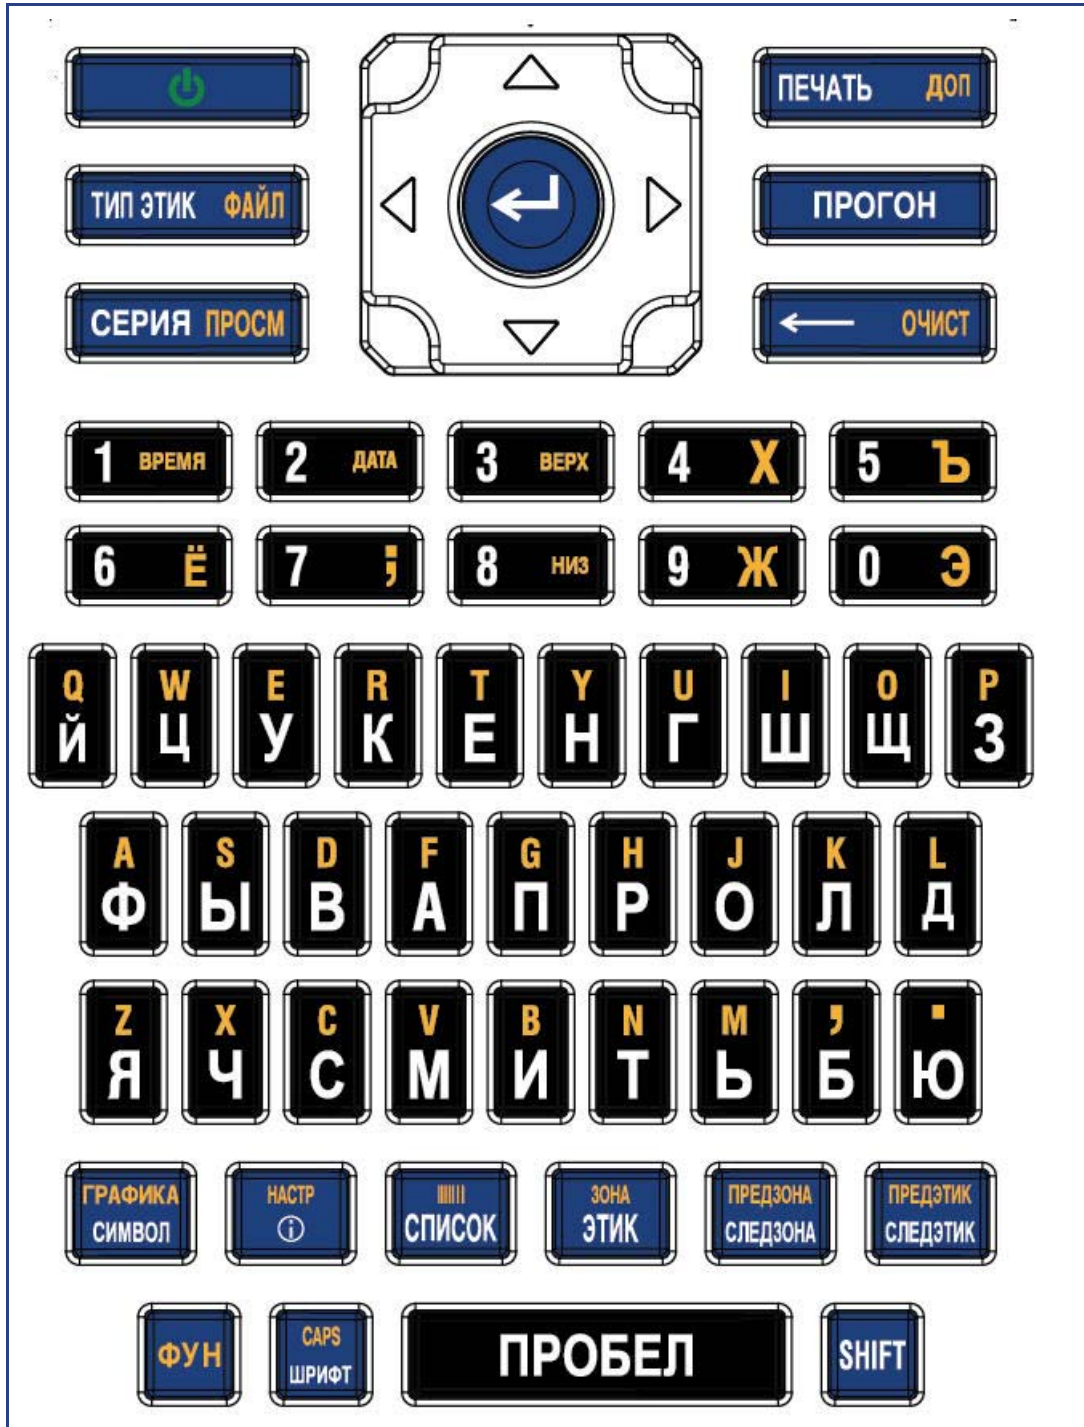 ПЕЧАТЬ ДОП
ТИП ЭТИК ФАЙЛ
ПРОГОН
СЕРИЯ ПРОСМ
ОЧИСТ
1 ВРЕМЯ 2 ДАТА 3 ВЕРХ 4 Х 5 Ъ
6 Ё 7 ; 8 НИЗ 9 Ж 0 Э
Q W E R T Y U I O P
Й Ц У К Е Н Г Ш Щ З
A S D F G H J K L
Ф Ы В А П Р О Л Д
Z X C V B N M , .
Я Ч С М И Т Ь Б Ю
ГРАФИКА НАСТР ЗОНА ПРЕДЗОНА ПРЕДЭТИК
СИМВОЛ СПИСОК ЭТИК СЛЕДЗОНА СЛЕДЭТИК
ФУН CAPS ПРОБЕЛ SHIFT
ШРИФТ